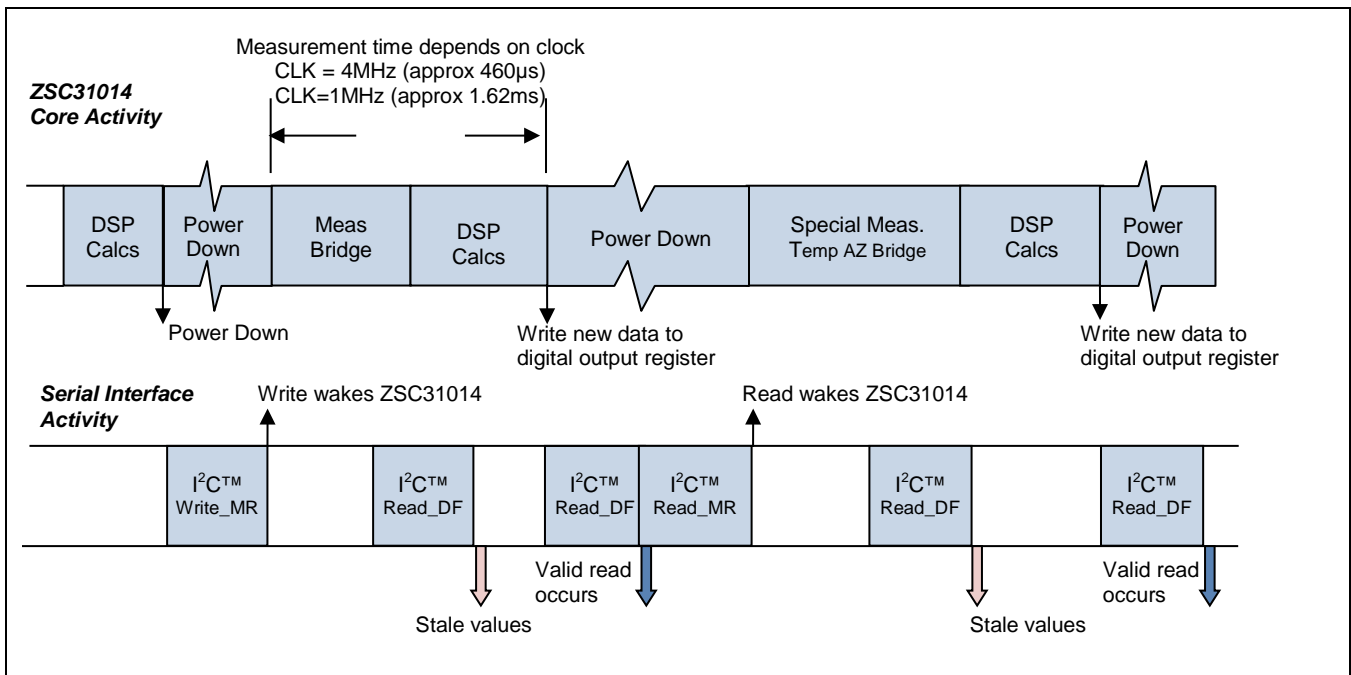 Measurement time depends on clock
CLK = 4MHz (approx 460µs)
CLK=1MHz (approx 1.62ms)
ZSC31014
Core Activity
DSP
Calcs
Power
Down
Meas
Bridge
DSP
Calcs
Power Down
Special Meas.
Temp AZ Bridge
DSP
Calcs
Power
Down
Power Down
Write new data to
digital output register
Write new data to
digital output register
Serial Interface
Activity
Write wakes ZSC31014
Read wakes ZSC31014
I²C™
Write_MR
I²C™
Read_DF
I²C™
Read_DF
I²C™
Read_MR
I²C™
Read_DF
I²C™
Read_DF
Stale values
Valid read
occurs
Stale values
Valid read
occurs